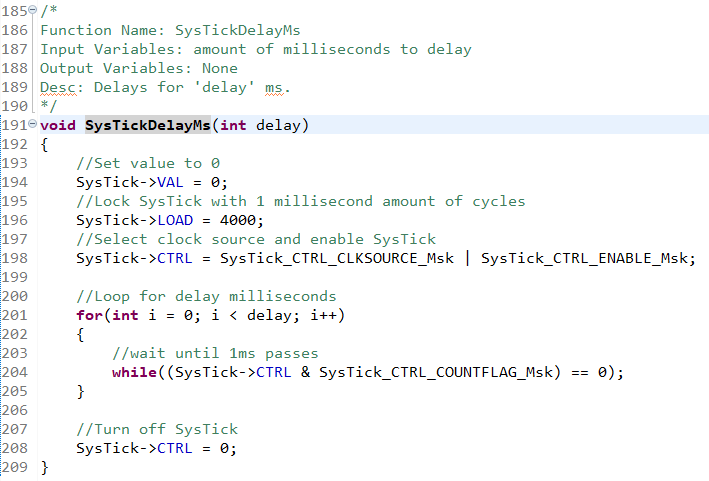 185 /*
186 Function Name: SysTickDelayMs
187 Input Variables: amount of milliseconds to delay
188 Output Variables: None
189 Desc: Delays for 'delay' ms.
190 */
191 void SysTickDelayMs(int delay)
192 {
193     //Set value to 0
194     SysTick->VAL = 0;
195     //Lock SysTick with 1 millisecond amount of cycles
196     SysTick->LOAD = 4000;
197     //Select clock source and enable SysTick
198     SysTick->CTRL = SysTick_CTRL_CLKSOURCE_Msk | SysTick_CTRL_ENABLE_Msk;
199
200     //Loop for delay milliseconds
201     for(int i = 0; i < delay; i++)
202     {
203         //wait until 1ms passes
204         while((SysTick->CTRL & SysTick_CTRL_COUNTFLAG_Msk) == 0);
205     }
206
207     //Turn off SysTick
208     SysTick->CTRL = 0;
209 }